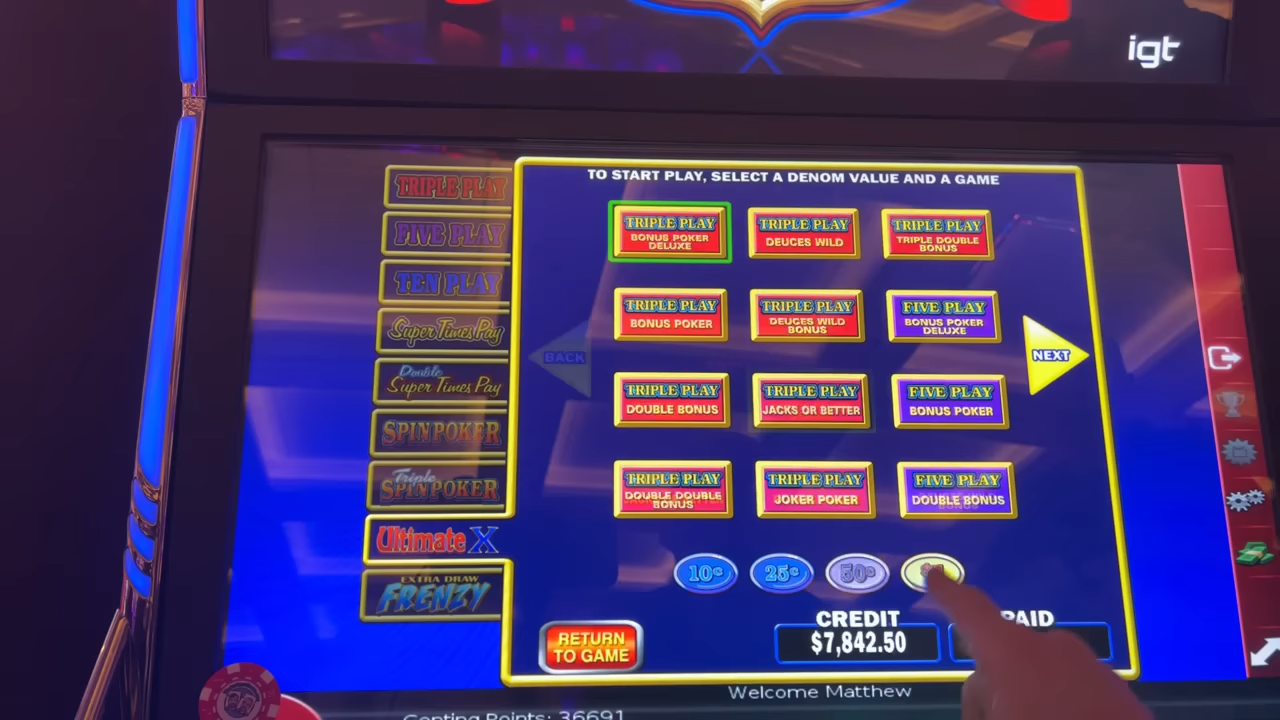 igt
TO START PLAY, SELECT A DENOM VALUE AND A GAME
TRIPLE PLAY
FIVE PLAY
TEN PLAY
Super Times Pay
Double
Super Times Pay
SPIN POKER
Triple
SPIN POKER
Ultimate X
EXTRA DRAW
FRENZY
TRIPLE PLAY
BONUS POKER
DELUXE
TRIPLE PLAY
DEUCES WILD
TRIPLE PLAY
TRIPLE DOUBLE
BONUS
TRIPLE PLAY
BONUS POKER
TRIPLE PLAY
DEUCES WILD
BONUS
FIVE PLAY
BONUS POKER
DELUXE
BACK
NEXT
TRIPLE PLAY
DOUBLE BONUS
TRIPLE PLAY
JACKS OR BETTER
FIVE PLAY
BONUS POKER
TRIPLE PLAY
DOUBLE DOUBLE
BONUS
TRIPLE PLAY
JOKER POKER
FIVE PLAY
DOUBLE BONUS
10¢
25¢
50¢
RETURN
TO GAME
CREDIT
$7,842.50
PAID
Welcome Matthew
Genting Points: 36691